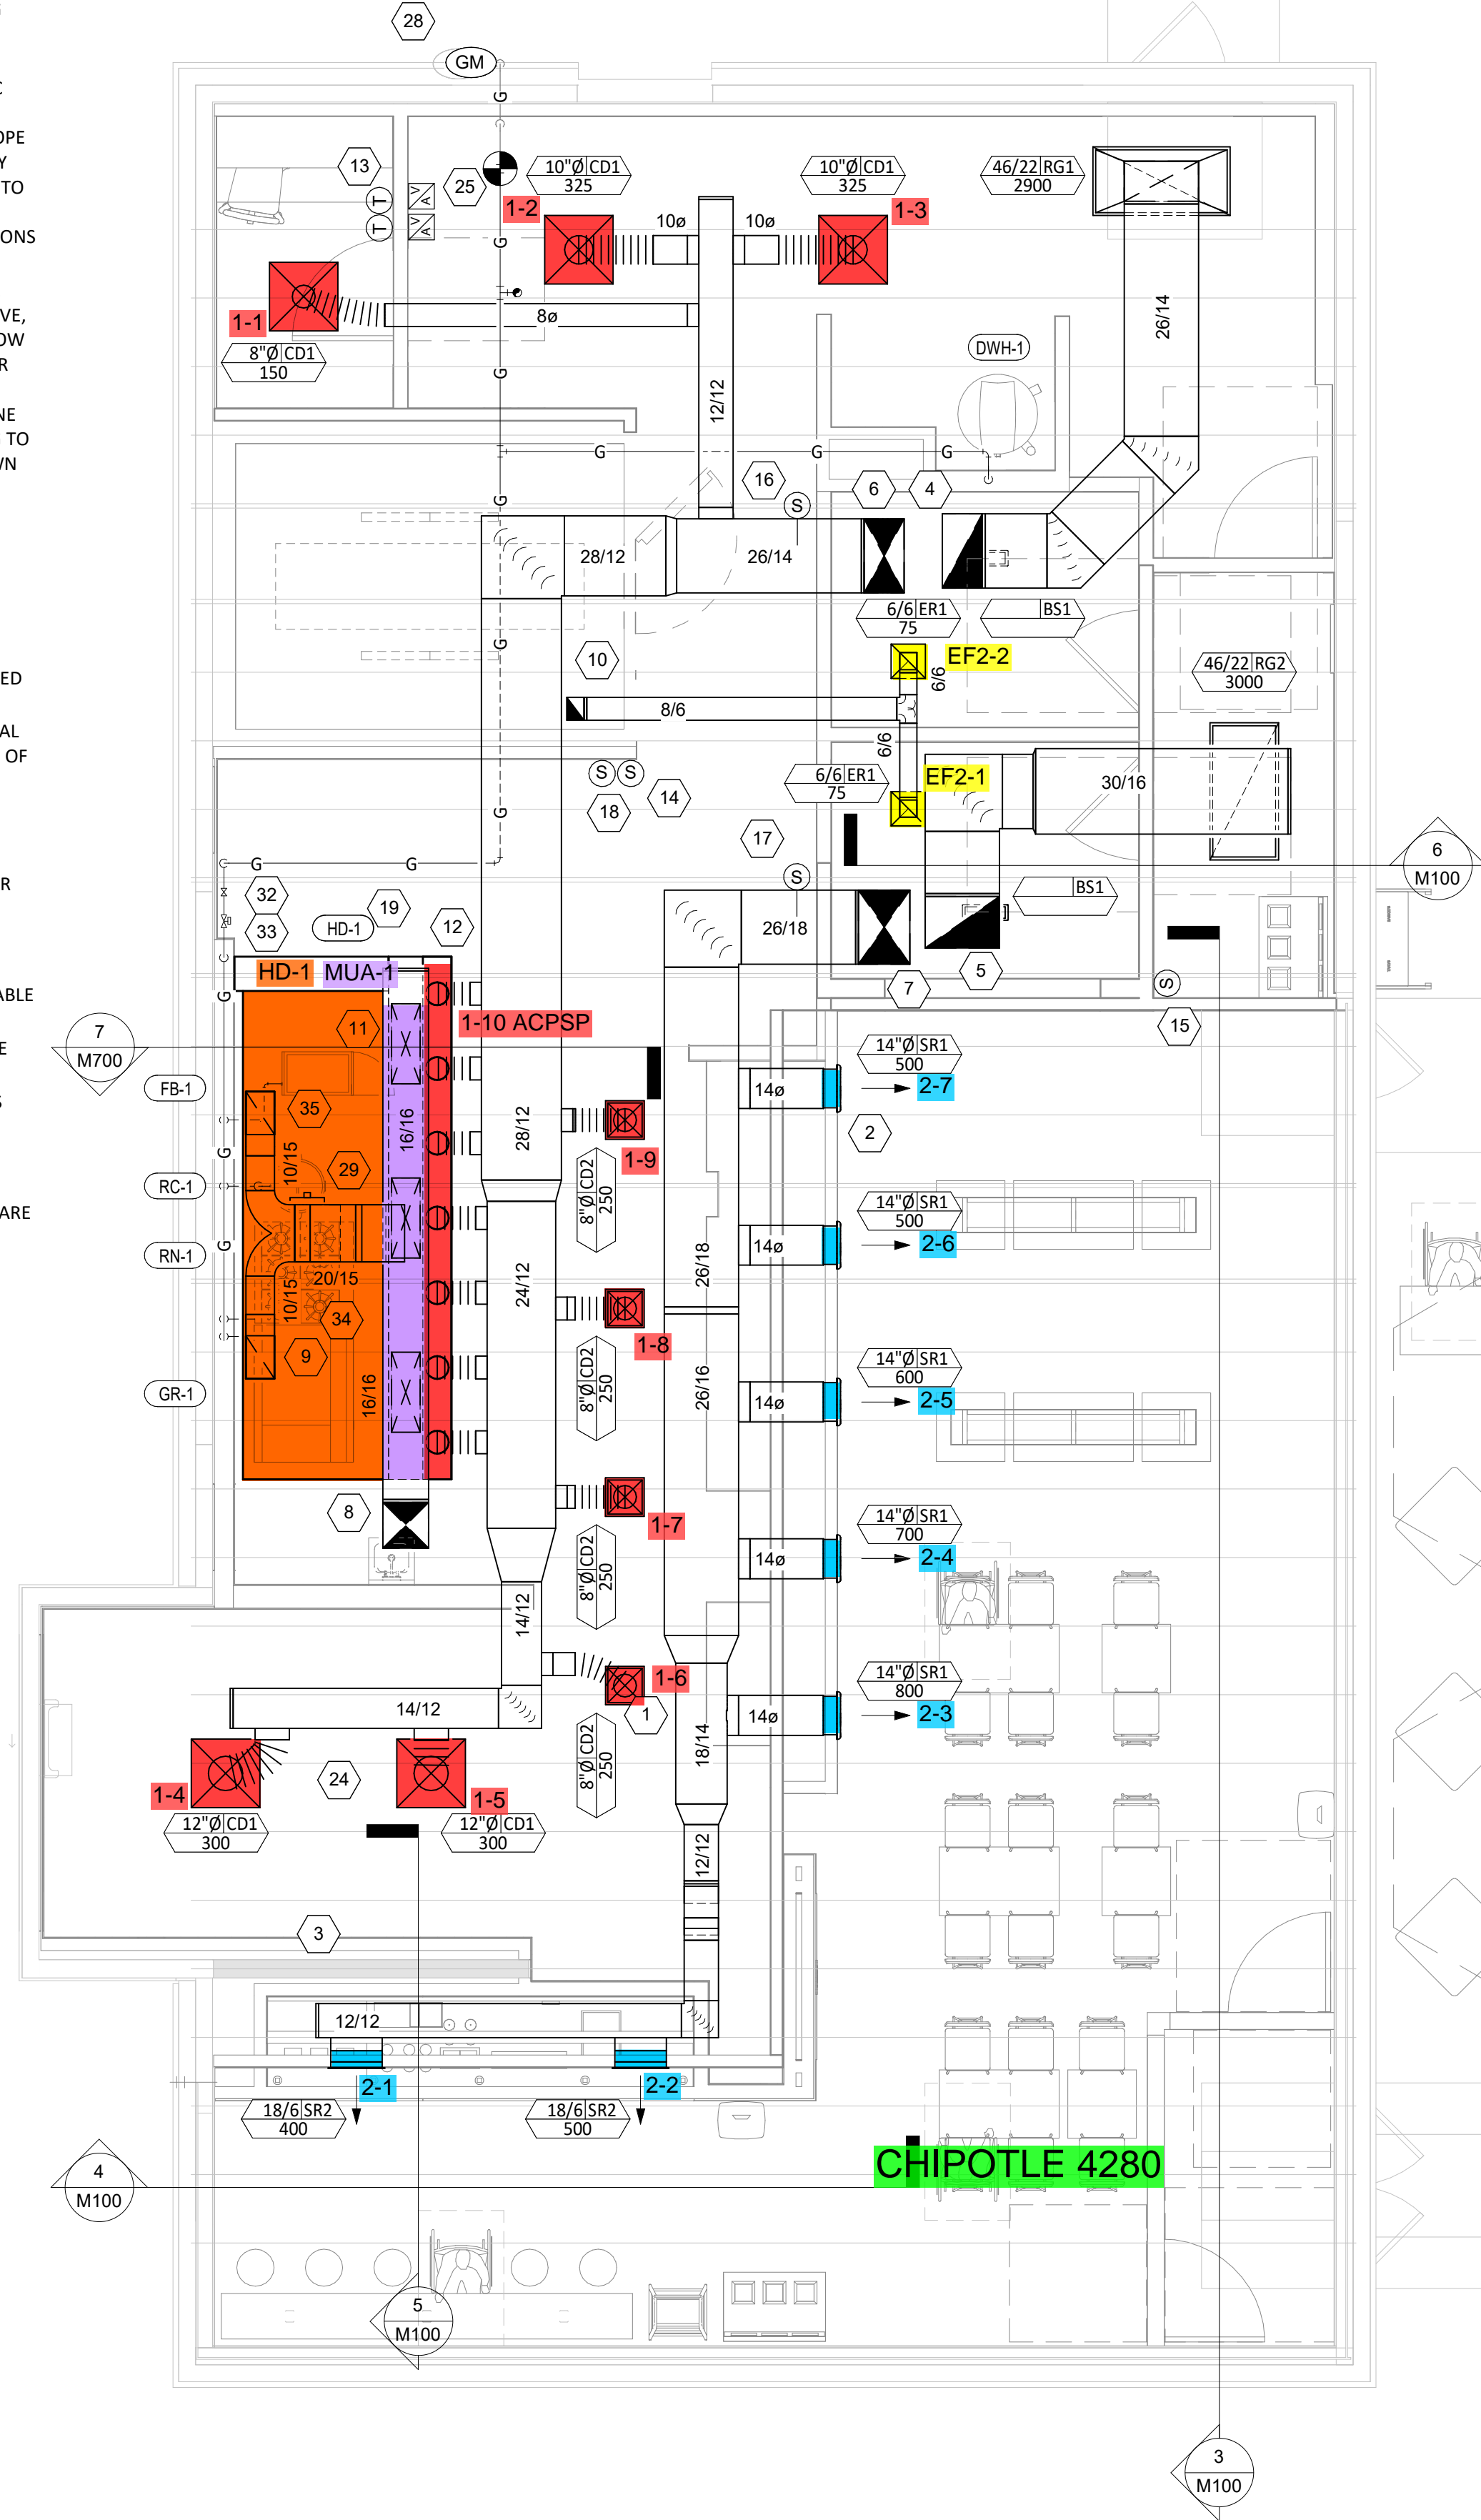 28
GM
G
C
OPE
Y
TO
ONS
VE,
OW
R
NE
TO
WN
ED
AL
OF
R
ABLE
E
S
ARE
13
T
T
V
A
V
A
25
G
10"Ø CD1
325
10"Ø CD1
325
46/22 RG1
2900
1-2
1-3
10ø
10ø
G
1-1
8ø
8"Ø CD1
150
G
12/12
26/14
DWH-1
G
G
16
6
4
G
S
28/12
26/14
6/6 ER1
75
BS1
G
10
EF2-2
6/6
46/22 RG2
3000
8/6
6/6
S
S
14
18
6/6 ER1
75
EF2-1
30/16
G
17
G
G
6
M100
32
33
HD-1
19
12
S
26/18
BS1
HD-1
MUA-1
7
5
S
15
G
1-10 ACPSP
11
7
M700
14"Ø SR1
500
2-7
14ø
FB-1
35
16/16
28/12
2
1-9
10/15
29
G
8"Ø CD2
250
RC-1
14"Ø SR1
500
2-6
14ø
RN-1
G
20/15
24/12
26/18
10/15
34
9
1-8
14"Ø SR1
600
2-5
14ø
GR-1
16/16
8"Ø CD2
250
26/16
8
1-7
14"Ø SR1
700
2-4
14ø
8"Ø CD2
250
14/12
1-6
14"Ø SR1
800
2-3
14ø
14/12
1
18/14
8"Ø CD2
250
1-4
24
1-5
12"Ø CD1
300
12"Ø CD1
300
12/12
3
12/12
2-1
2-2
18/6 SR2
400
18/6 SR2
500
CHIPOTLE 4280
4
M100
5
M100
3
M100